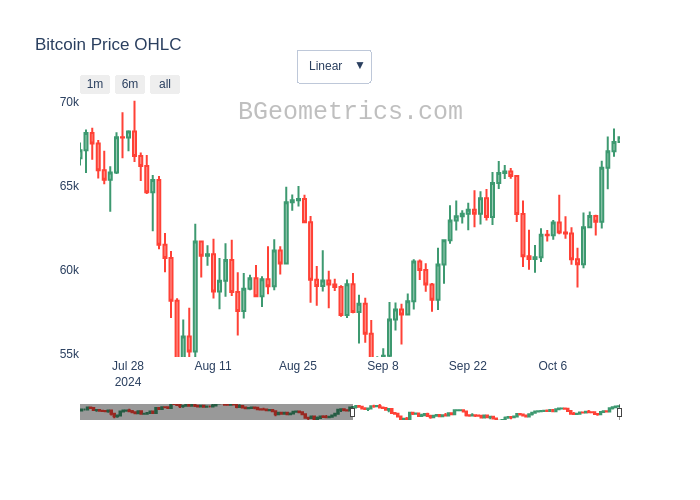 Bitcoin Price OHLC
Linear ▼
1m 6m all
BGeometrics.com
70k
65k
60k
55k
Jul 28 Aug 11 Aug 25 Sep 8 Sep 22 Oct 6
2024